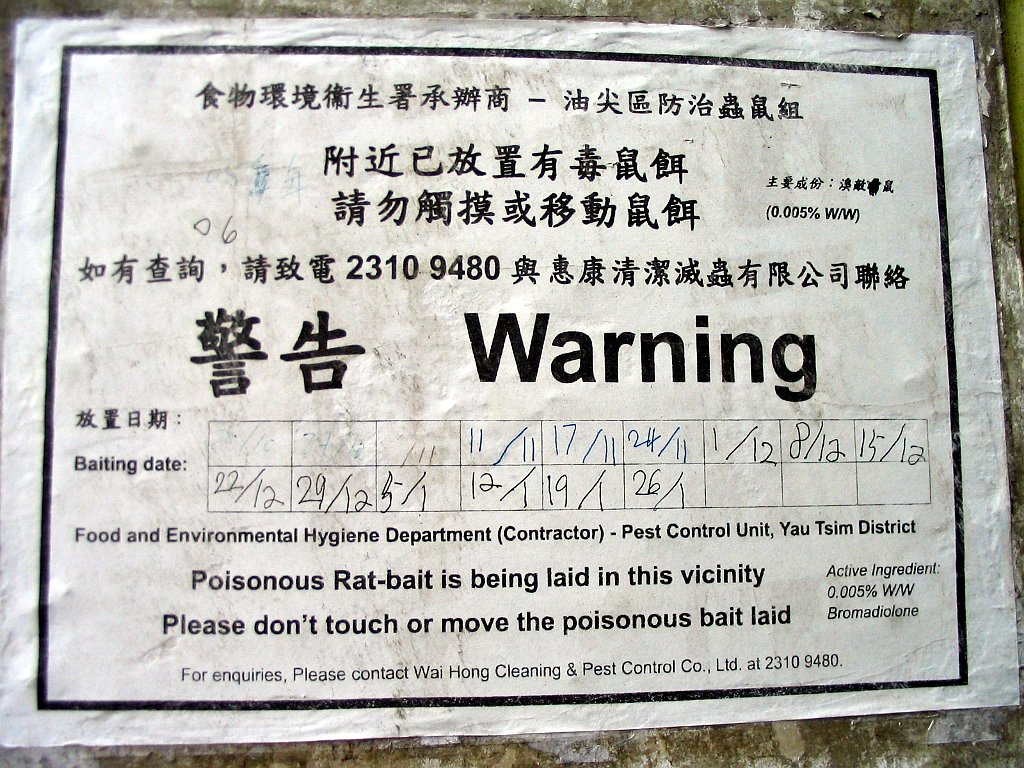 食物環境衞生署承辦商 – 油尖區防治蟲鼠組
附近已放置有毒鼠餌
請勿觸摸或移動鼠餌
主要成份：溴敵鼠
(0.005% W/W)
06
如有查詢，請致電 2310 9480 與惠康清潔滅蟲有限公司聯絡
警告 Warning
放置日期：
Baiting date:
11/11 17/11 24/11 1/12 8/12 15/12
22/12 29/12 5/1 12/1 19/1 26/1
Food and Environmental Hygiene Department (Contractor) - Pest Control Unit, Yau Tsim District
Poisonous Rat-bait is being laid in this vicinity
Please don't touch or move the poisonous bait laid
Active Ingredient:
0.005% W/W
Bromadiolone
For enquiries, Please contact Wai Hong Cleaning & Pest Control Co., Ltd. at 2310 9480.